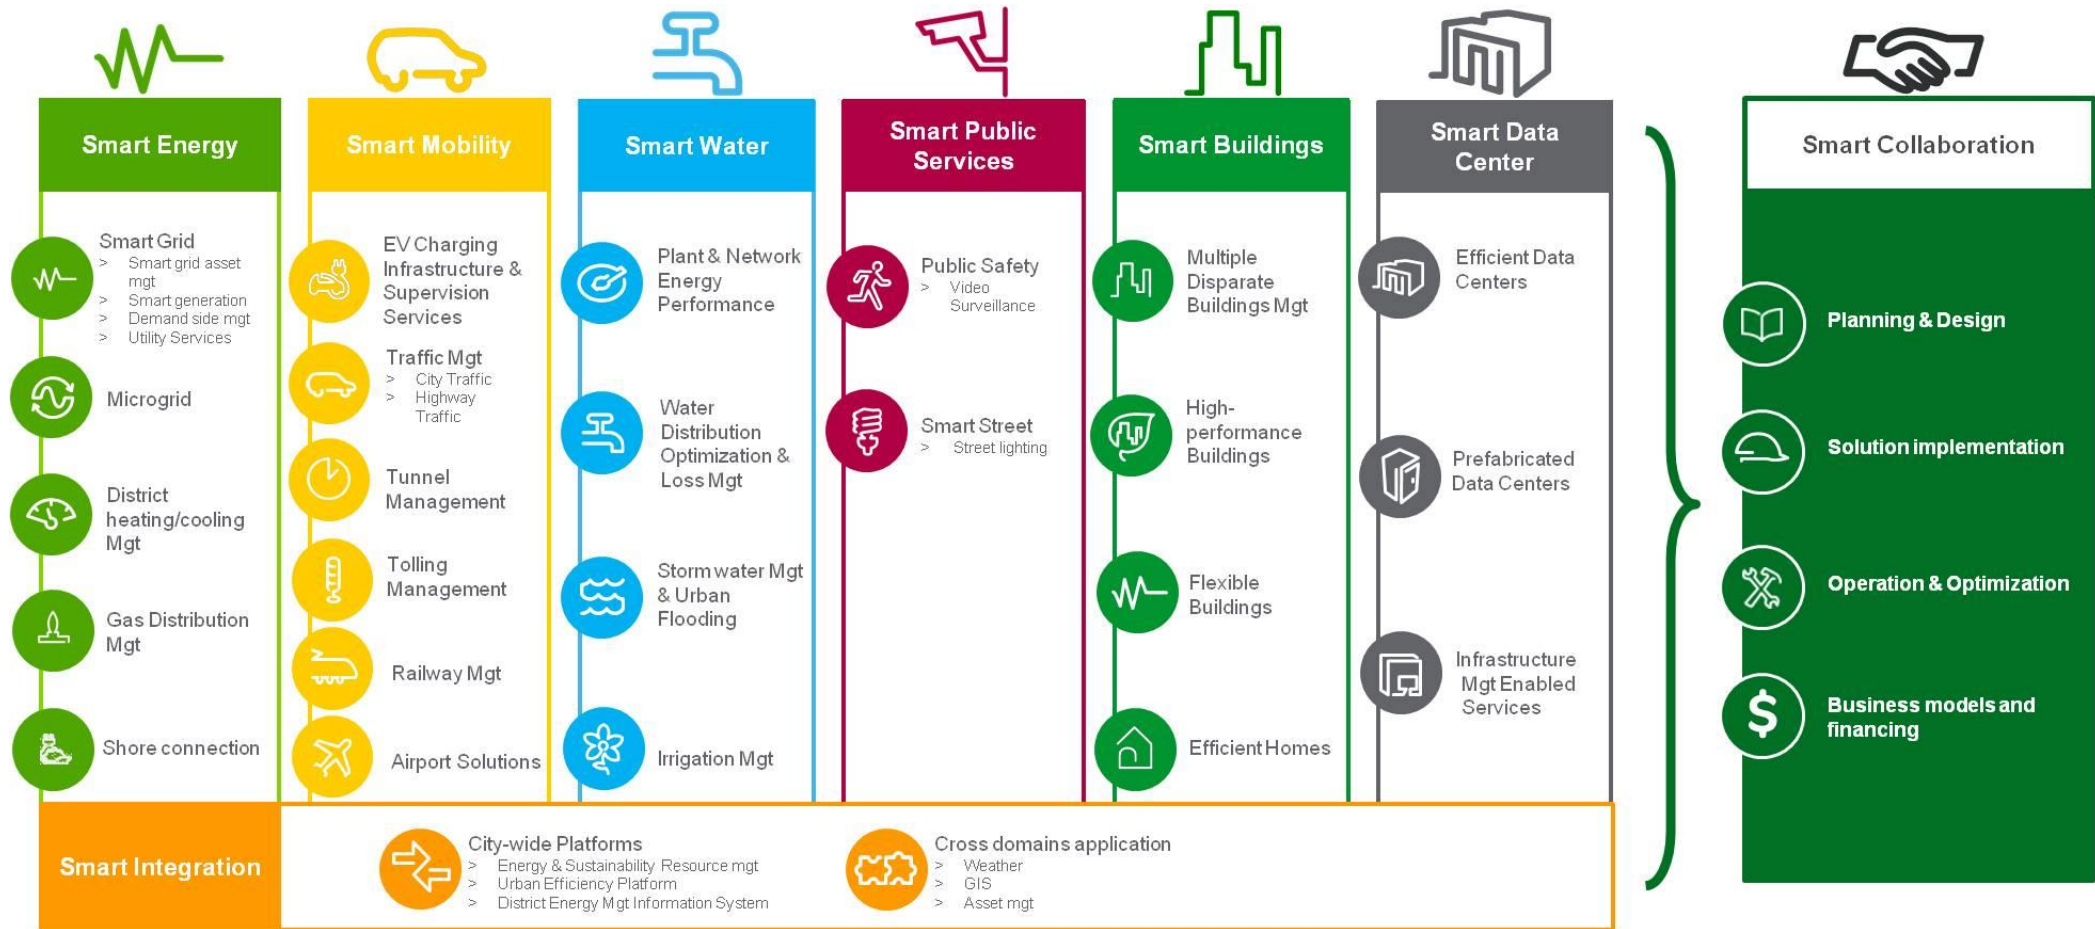 Smart Energy
Smart Grid
> Smart grid asset
mgt
> Smart generation
> Demand side mgt
> Utility Services
Microgrid
District
heating/cooling
Mgt
Gas Distribution
Mgt
Shore connection
Smart Mobility
EV Charging
Infrastructure &
Supervision
Services
Traffic Mgt
> City Traffic
> Highway
Traffic
Tunnel
Management
Tolling
Management
Railway Mgt
Airport Solutions
Smart Water
Plant & Network
Energy
Performance
Water
Distribution
Optimization &
Loss Mgt
Storm water Mgt
& Urban
Flooding
Irrigation Mgt
Smart Public
Services
Public Safety
> Video
Surveillance
Smart Street
> Street lighting
Smart Buildings
Multiple
Disparate
Buildings Mgt
High-
performance
Buildings
Flexible
Buildings
Efficient Homes
Smart Data
Center
Efficient Data
Centers
Prefabricated
Data Centers
Infrastructure
Mgt Enabled
Services
Smart Integration
City-wide Platforms
> Energy & Sustainability Resource mgt
> Urban Efficiency Platform
> District Energy Mgt Information System
Cross domains application
> Weather
> GIS
> Asset mgt
Smart Collaboration
Planning & Design
Solution implementation
Operation & Optimization
$
Business models and
financing